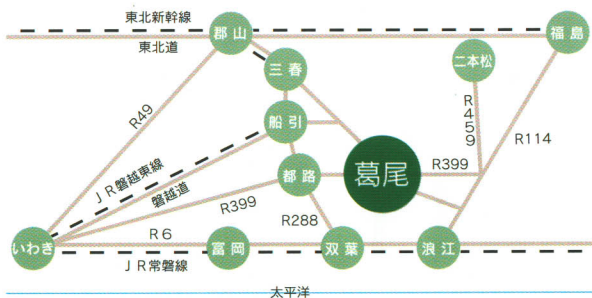 東北新幹線
東北道
郡山
福島
三春
二本松
R459
R49
船引
R114
葛尾
R399
都路
JR磐越東線
磐越道
R399
R288
いわき
R6
富岡
双葉
浪江
JR常磐線
太平洋